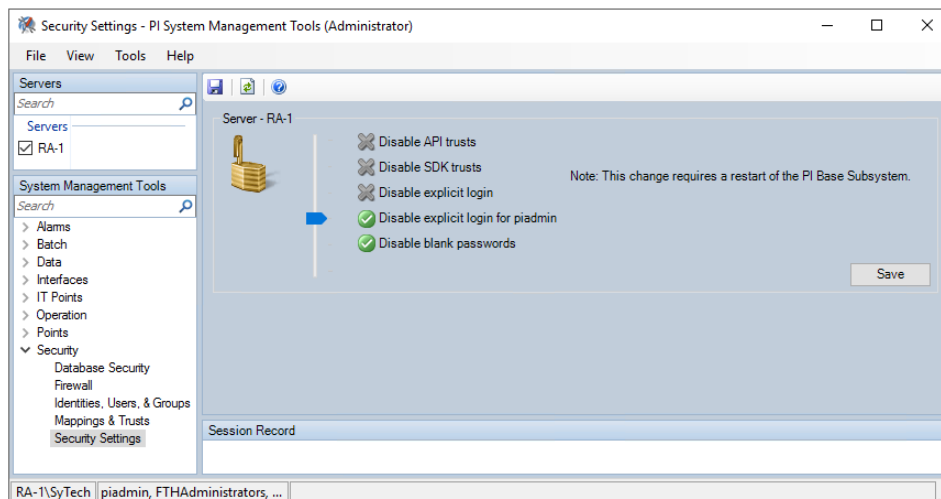 Security Settings - PI System Management Tools (Administrator)
File View Tools Help
Servers
Search
Servers
RA-1
System Management Tools
Search
Alarms
Batch
Data
Interfaces
IT Points
Operation
Points
Security
Database Security
Firewall
Identities, Users, & Groups
Mappings & Trusts
Security Settings
Server - RA-1
Disable API trusts
Disable SDK trusts
Disable explicit login
Disable explicit login for piadmin
Disable blank passwords
Note: This change requires a restart of the PI Base Subsystem.
Save
Session Record
RA-1\SyTech piadmin, FTHAdministrators, ...